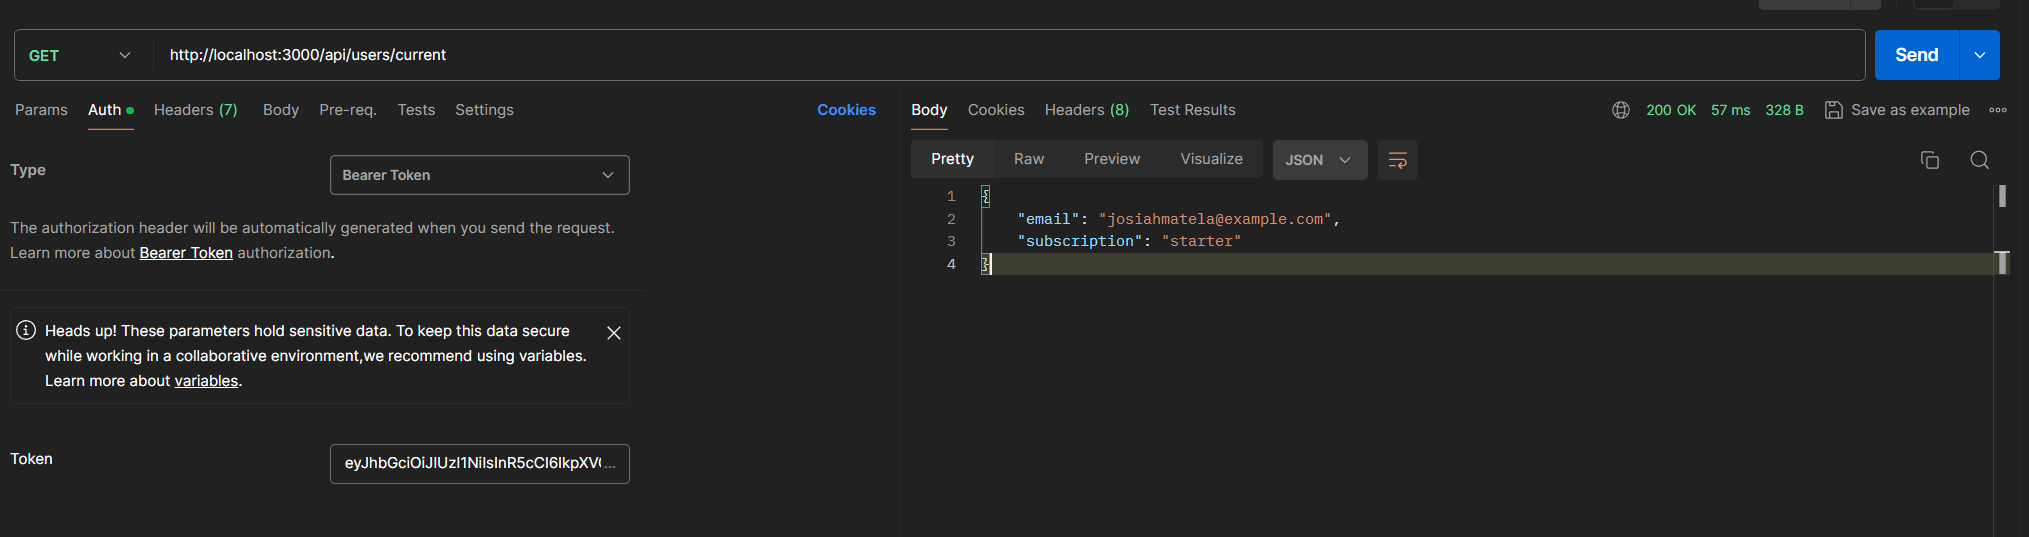 GET http://localhost:3000/api/users/current Send
Params Auth Headers (7) Body Pre-req. Tests Settings Cookies
Type Bearer Token
The authorization header will be automatically generated when you send the request.
Learn more about Bearer Token authorization.
Heads up! These parameters hold sensitive data. To keep this data secure
while working in a collaborative environment,we recommend using variables.
Learn more about variables.
Token eyJhbGciOiJIUzI1NiIsInR5cCI6IkpXV...
Body Cookies Headers (8) Test Results 200 OK 57 ms 328 B Save as example
Pretty Raw Preview Visualize JSON
1 {
2 "email": "josiahmatela@example.com",
3 "subscription": "starter"
4 }